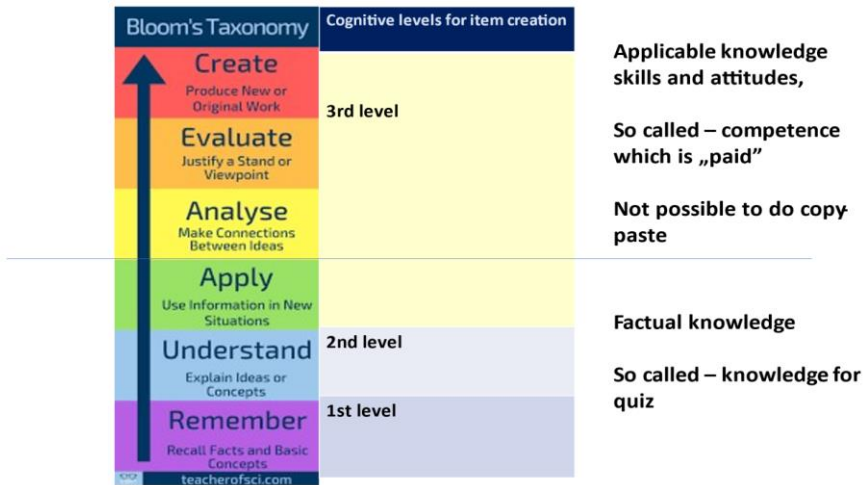 Bloom's Taxonomy
Create
Produce New or
Original Work
Evaluate
Justify a Stand or
Viewpoint
Analyse
Make Connections
Between Ideas
Apply
Use Information in New
Situations
Understand
Explain Ideas or
Concepts
Remember
Recall Facts and Basic
Concepts
teacherofsci.com
Cognitive levels for item creation
3rd level
2nd level
1st level
Applicable knowledge
skills and attitudes,
So called – competence
which is „paid”
Not possible to do copy-
paste
Factual knowledge
So called – knowledge for
quiz